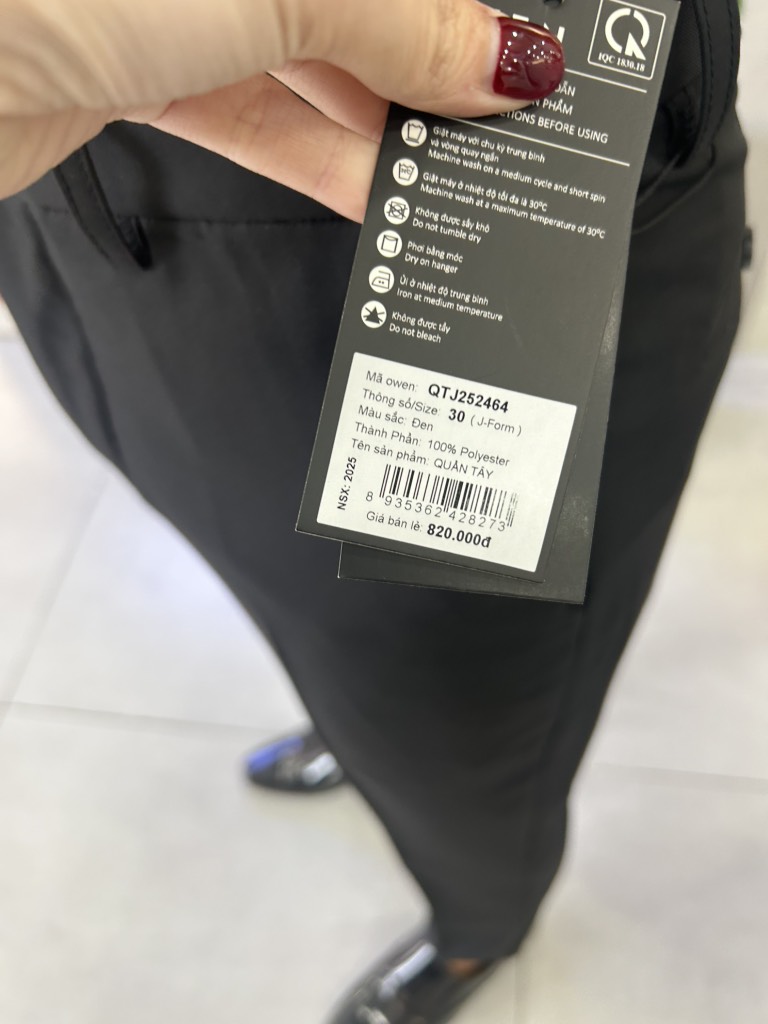 IQC 1830.18
DẪN
PHẨM
BEFORE USING
Giặt máy với chu kỳ trung bình
và vòng quay ngắn
Machine wash on a medium cycle and short spin
Giặt máy ở nhiệt độ tối đa là 30ºC
Machine wash at a maximum temperature of 30ºC
Không được sấy khô
Do not tumble dry
Phơi bằng móc
Dry on hanger
Ủi ở nhiệt độ trung bình
Iron at medium temperature
Không được tẩy
Do not bleach
Mã owen: QTJ252464
Thông số/Size: 30 ( J-Form )
Màu sắc: Đen
Thành Phần: 100% Polyester
Tên sản phẩm: QUẦN TÂY
NSX: 2025
8 935362 428273
Giá bán lẻ: 820.000đ